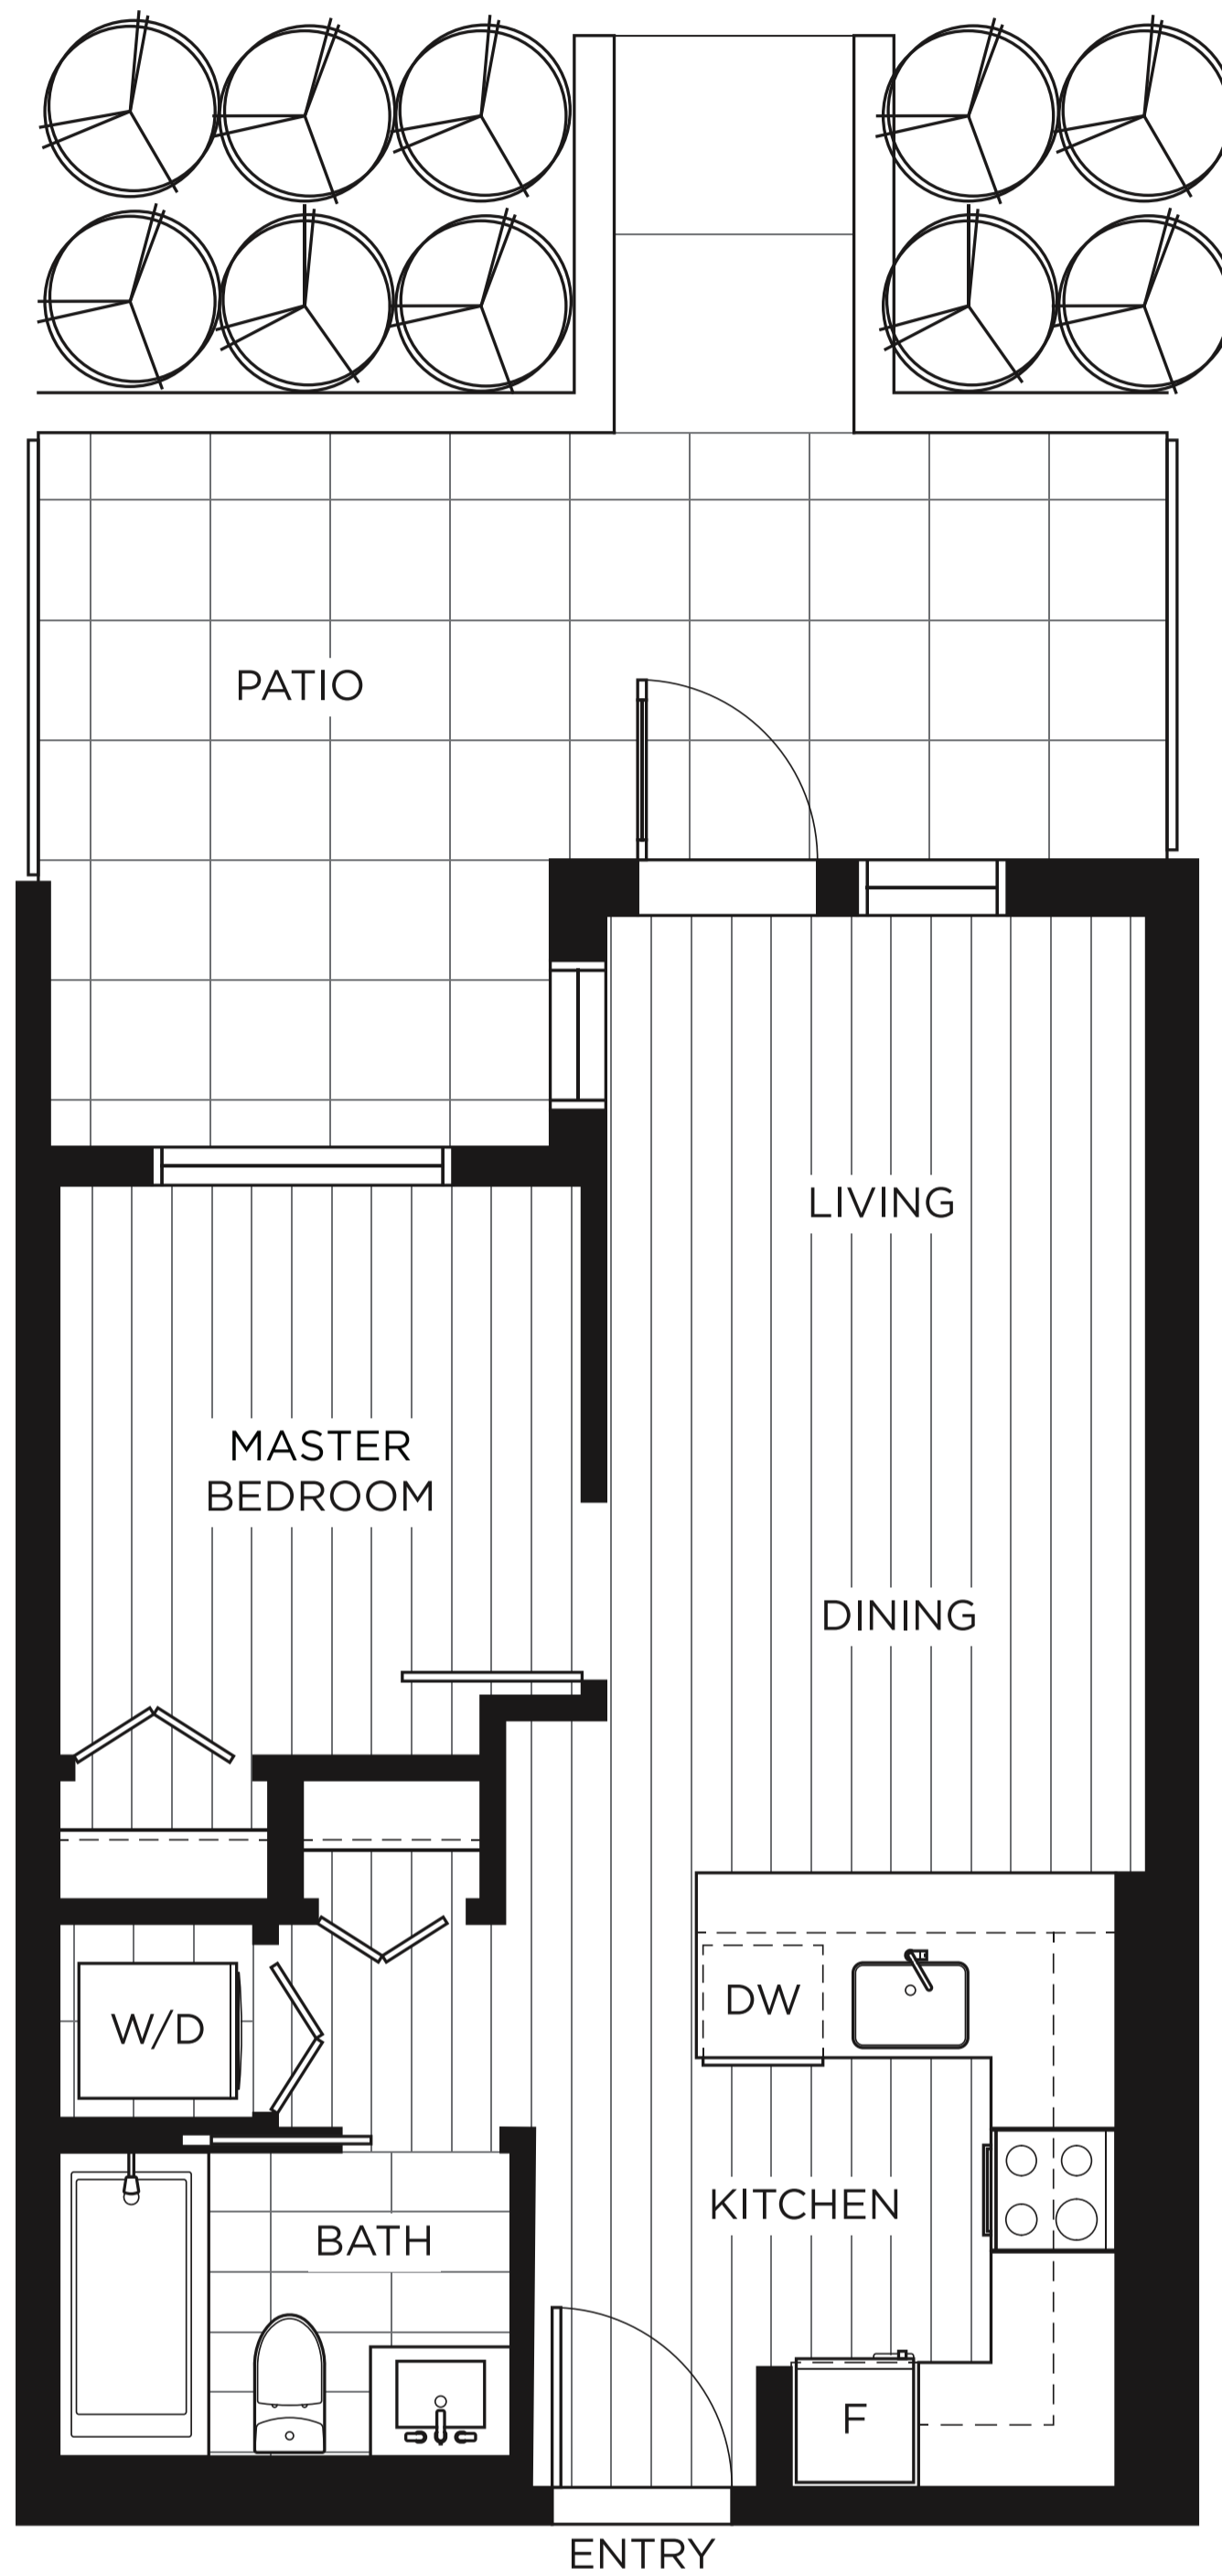 PATIO
LIVING
MASTER
BEDROOM
DINING
DW
W/D
KITCHEN
BATH
F
ENTRY